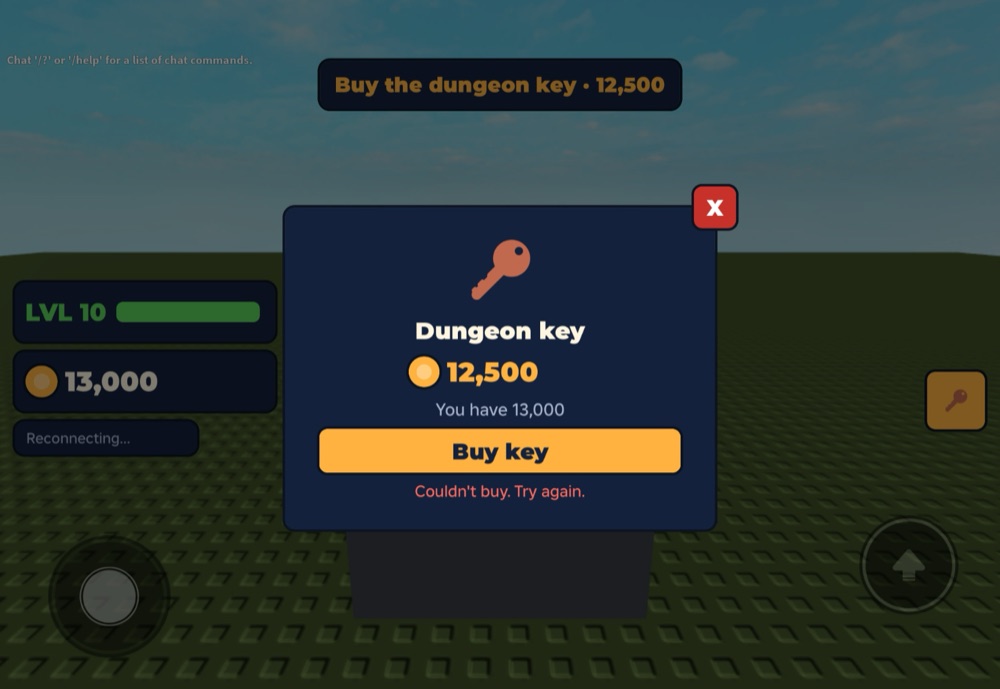 Chat '/?' or '/help' for a list of chat commands.
Buy the dungeon key • 12,500
X
LVL 10
13,000
Reconnecting...
Dungeon key
12,500
You have 13,000
Buy key
Couldn't buy. Try again.